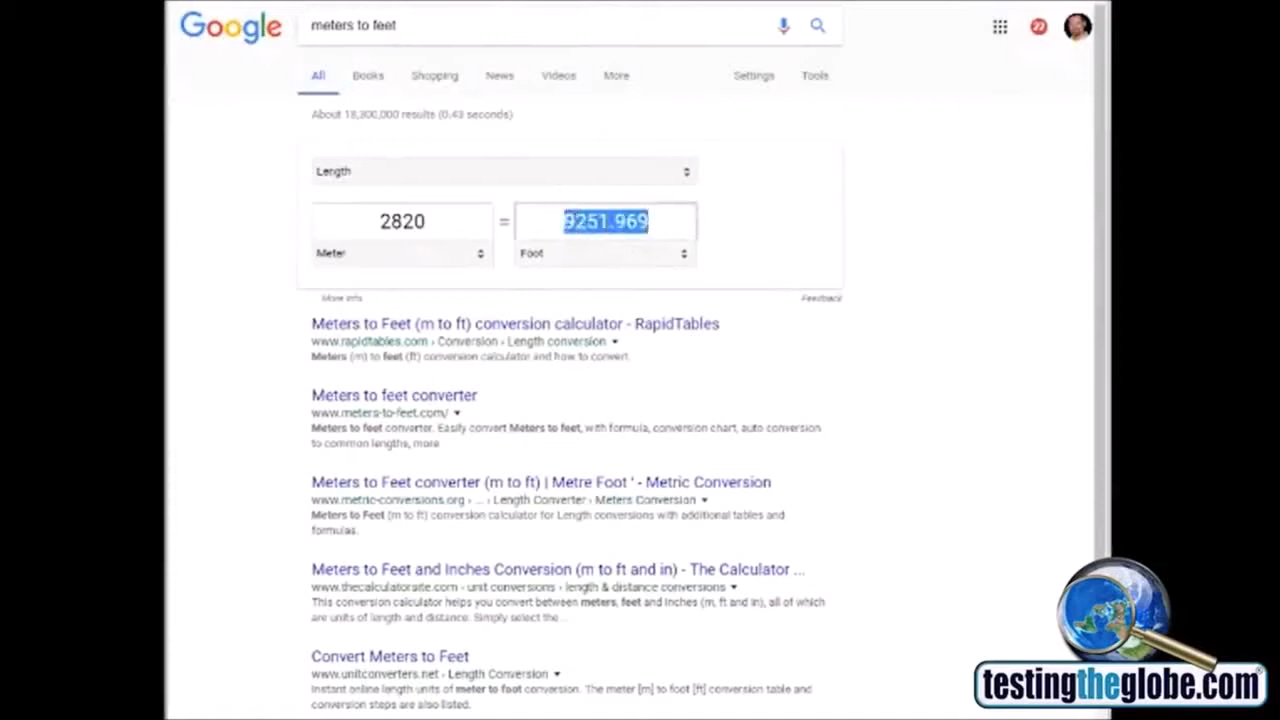 Google
meters to feet
22
All Books Shopping News Videos More Settings Tools
About 18,300,000 results (0.43 seconds)
Length
2820 = 9251.969
Meter Foot
More info Feedback
Meters to Feet (m to ft) conversion calculator - RapidTables
www.rapidtables.com › Conversion › Length conversion
Meters (m) to feet (ft) conversion calculator and how to convert.
Meters to feet converter
www.meters-to-feet.com/
Meters to feet converter. Easily convert Meters to feet, with formula, conversion chart, auto conversion
to common lengths, more
Meters to Feet converter (m to ft) | Metre Foot ' - Metric Conversion
www.metric-conversions.org › ... › Length Converter › Meters Conversion
Meters to Feet (m to ft) conversion calculator for Length conversions with additional tables and
formulas.
Meters to Feet and Inches Conversion (m to ft and in) - The Calculator ...
www.thecalculatorsite.com › unit conversions › length & distance conversions
This conversion calculator helps you convert between meters, feet and inches (m, ft and in), all of which
are units of length and distance. Simply select the ...
Convert Meters to Feet
www.unitconverters.net › Length Conversion
Instant online length units of meter to foot conversion. The meter [m] to foot [ft] conversion table and
conversion steps are also listed.
testingtheglobe.com